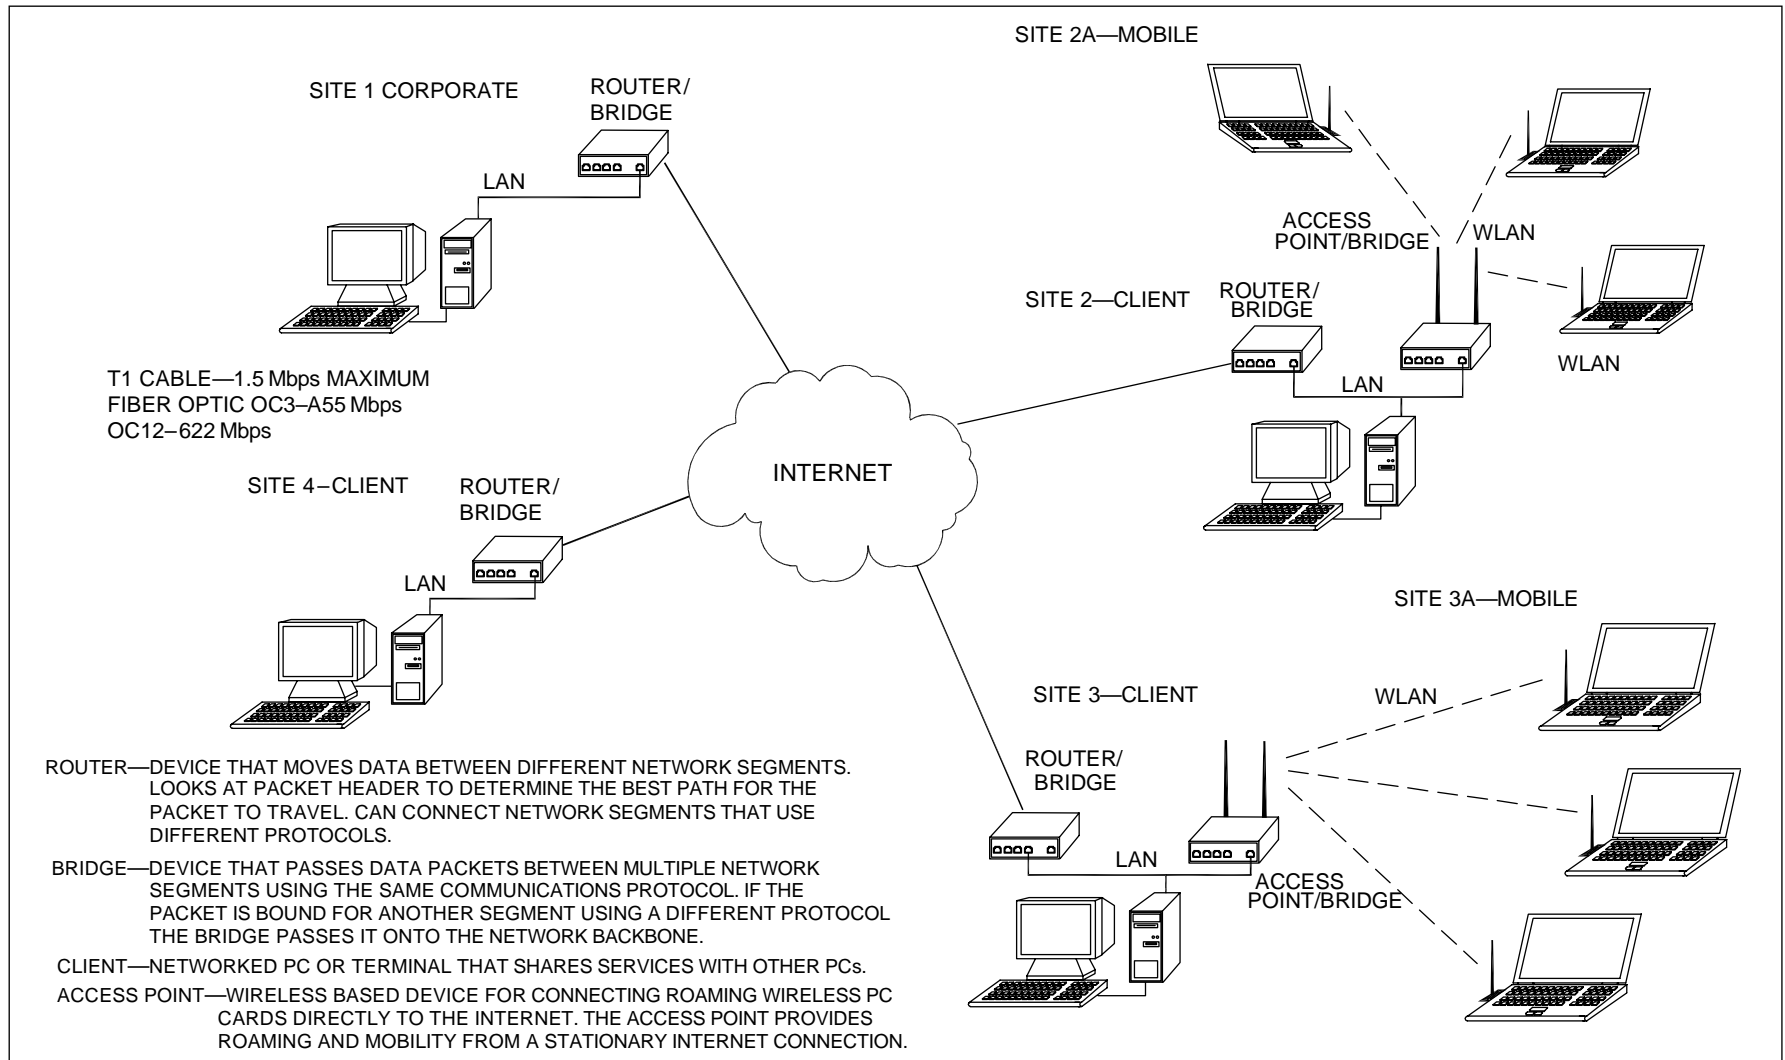 SITE 2A—MOBILE
SITE 1 CORPORATE
ROUTER/
BRIDGE
LAN
ACCESS
POINT/BRIDGE
WLAN
SITE 2—CLIENT
ROUTER/
BRIDGE
WLAN
LAN
T1 CABLE—1.5 Mbps MAXIMUM
FIBER OPTIC OC3–A55 Mbps
OC12–622 Mbps
INTERNET
SITE 4–CLIENT
ROUTER/
BRIDGE
LAN
SITE 3A—MOBILE
SITE 3—CLIENT
WLAN
ROUTER/
BRIDGE
LAN
ACCESS
POINT/BRIDGE
ROUTER—DEVICE THAT MOVES DATA BETWEEN DIFFERENT NETWORK SEGMENTS.
LOOKS AT PACKET HEADER TO DETERMINE THE BEST PATH FOR THE
PACKET TO TRAVEL. CAN CONNECT NETWORK SEGMENTS THAT USE
DIFFERENT PROTOCOLS.
BRIDGE—DEVICE THAT PASSES DATA PACKETS BETWEEN MULTIPLE NETWORK
SEGMENTS USING THE SAME COMMUNICATIONS PROTOCOL. IF THE
PACKET IS BOUND FOR ANOTHER SEGMENT USING A DIFFERENT PROTOCOL
THE BRIDGE PASSES IT ONTO THE NETWORK BACKBONE.
CLIENT—NETWORKED PC OR TERMINAL THAT SHARES SERVICES WITH OTHER PCs.
ACCESS POINT—WIRELESS BASED DEVICE FOR CONNECTING ROAMING WIRELESS PC
CARDS DIRECTLY TO THE INTERNET. THE ACCESS POINT PROVIDES
ROAMING AND MOBILITY FROM A STATIONARY INTERNET CONNECTION.